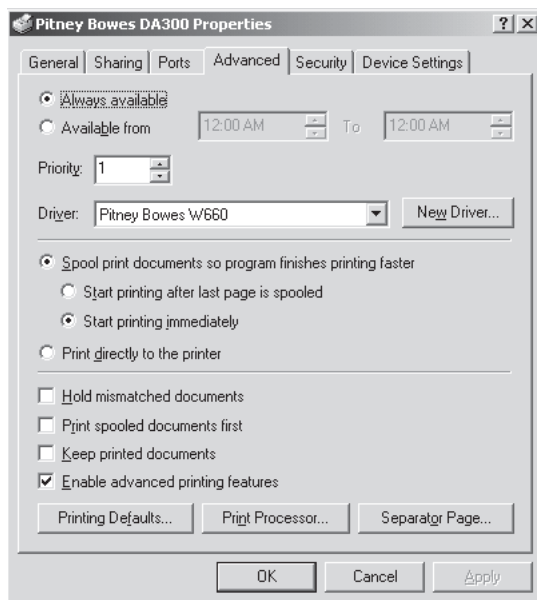 Pitney Bowes DA300 Properties
General Sharing Ports Advanced Security Device Settings
Always available
Available from 12:00 AM To 12:00 AM
Priority: 1
Driver: Pitney Bowes W660 New Driver...
Spool print documents so program finishes printing faster
Start printing after last page is spooled
Start printing immediately
Print directly to the printer
Hold mismatched documents
Print spooled documents first
Keep printed documents
Enable advanced printing features
Printing Defaults... Print Processor... Separator Page...
OK Cancel Apply